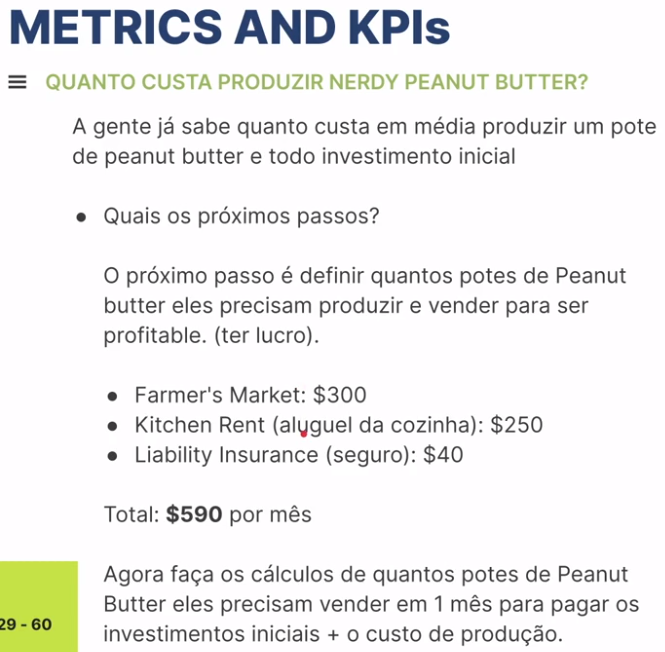 METRICS AND KPIs
QUANTO CUSTA PRODUZIR NERDY PEANUT BUTTER?
A gente já sabe quanto custa em média produzir um pote
de peanut butter e todo investimento inicial
Quais os próximos passos?
O próximo passo é definir quantos potes de Peanut
butter eles precisam produzir e vender para ser
profitable. (ter lucro).
Farmer's Market: $300
Kitchen Rent (aluguel da cozinha): $250
Liability Insurance (seguro): $40
Total: $590 por mês
Agora faça os cálculos de quantos potes de Peanut
Butter eles precisam vender em 1 mês para pagar os
investimentos iniciais + o custo de produção.
29 - 60